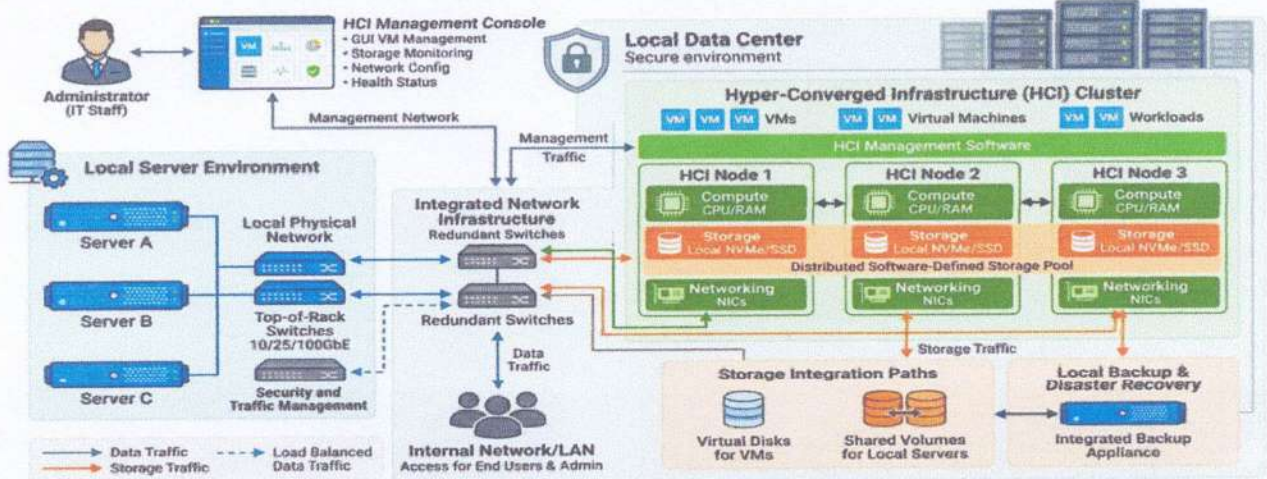 HCI Management Console
• GUI VM Management
• Storage Monitoring
• Network Config
• Health Status
VM
Administrator
(IT Staff)
Management Network
Local Data Center
Secure environment
Hyper-Converged Infrastructure (HCI) Cluster
VM VM VM VMs
VM VM Virtual Machines
VM VM Workloads
Management
Traffic
HCI Management Software
HCI Node 1
Compute
CPU/RAM
Storage
Local NVMe/SSD
Networking
NICs
HCI Node 2
Compute
CPU/RAM
Storage
Local NVMe/SSD
Networking
NICs
HCI Node 3
Compute
CPU/RAM
Storage
Local NVMe/SSD
Networking
NICs
Distributed Software-Defined Storage Pool
Local Server Environment
Server A
Server B
Server C
Local Physical
Network
Top-of-Rack
Switches
10/25/100GbE
Security and
Traffic Management
Integrated Network
Infrastructure
Redundant Switches
Redundant Switches
Data
Traffic
Internal Network/LAN
Access for End Users & Admin
Storage Traffic
Storage Integration Paths
Virtual Disks
for VMs
Shared Volumes
for Local Servers
Local Backup &
Disaster Recovery
Integrated Backup
Appliance
Data Traffic
Storage Traffic
Load Balanced
Data Traffic